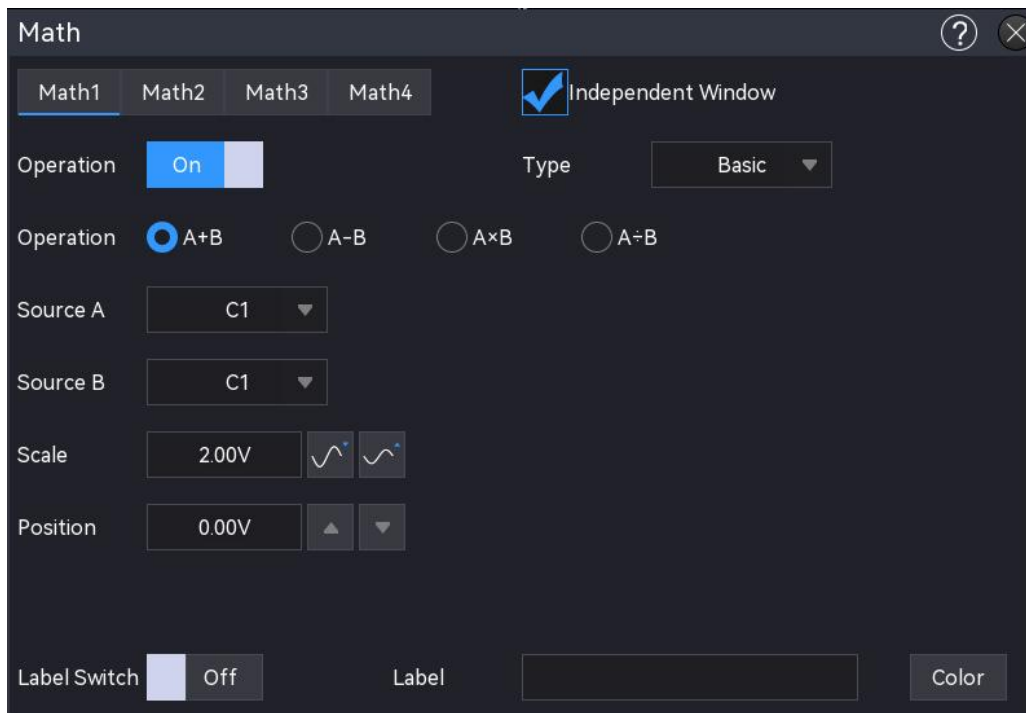 Math ?
Math1 Math2 Math3 Math4 Independent Window
Operation On Type Basic
Operation A+B A-B A×B A÷B
Source A C1
Source B C1
Scale 2.00V
Position 0.00V
Label Switch Off Label Color